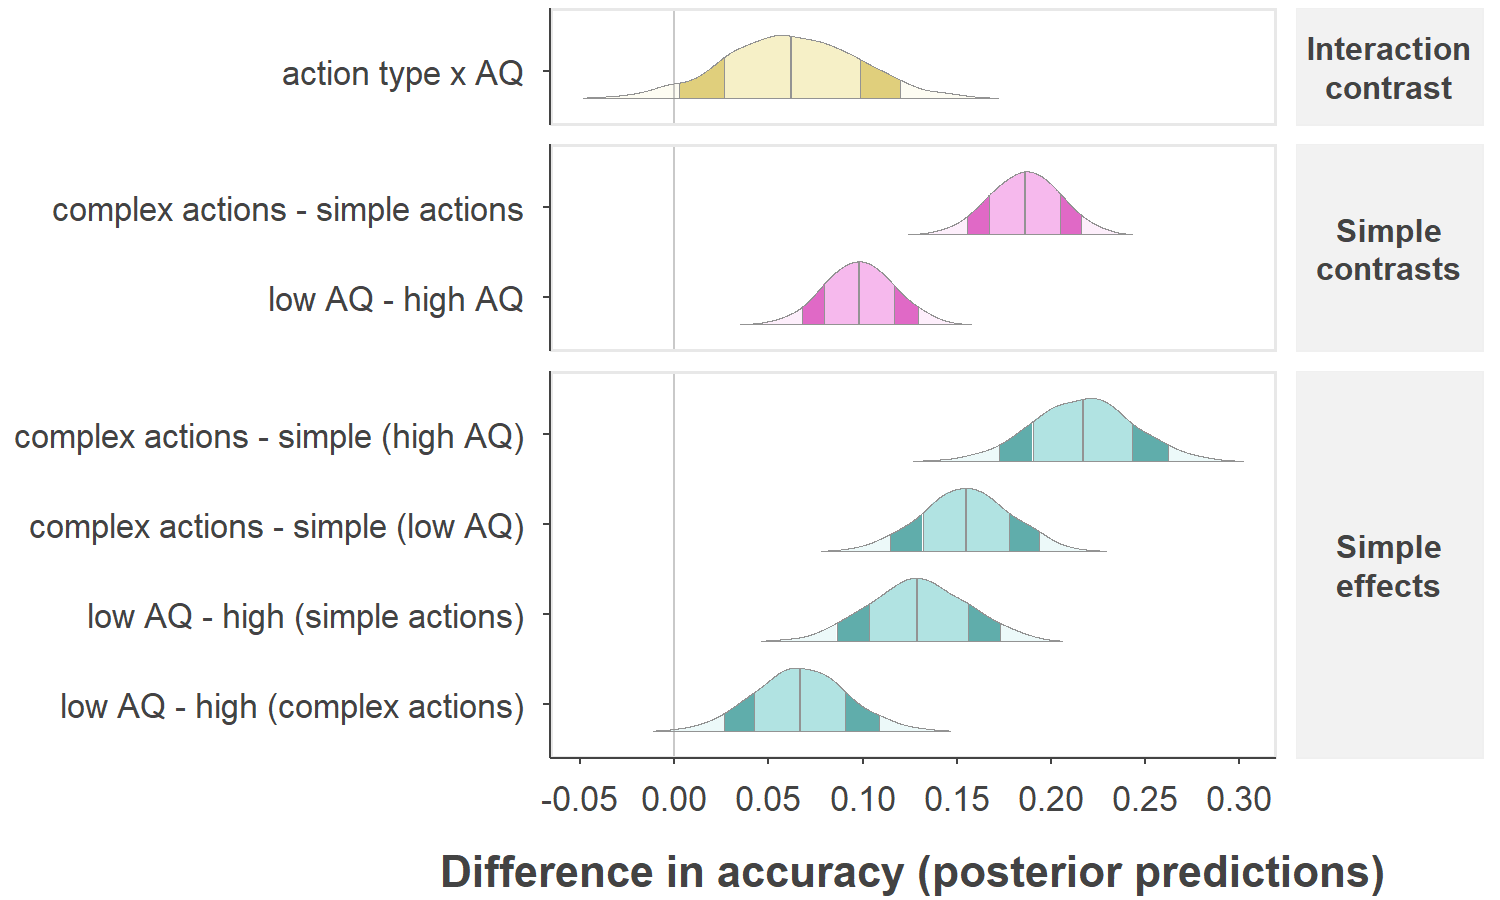 action type x AQ
Interaction
contrast
complex actions - simple actions
low AQ - high AQ
Simple
contrasts
complex actions - simple (high AQ)
complex actions - simple (low AQ)
low AQ - high (simple actions)
low AQ - high (complex actions)
Simple
effects
-0.05 0.00 0.05 0.10 0.15 0.20 0.25 0.30
Difference in accuracy (posterior predictions)